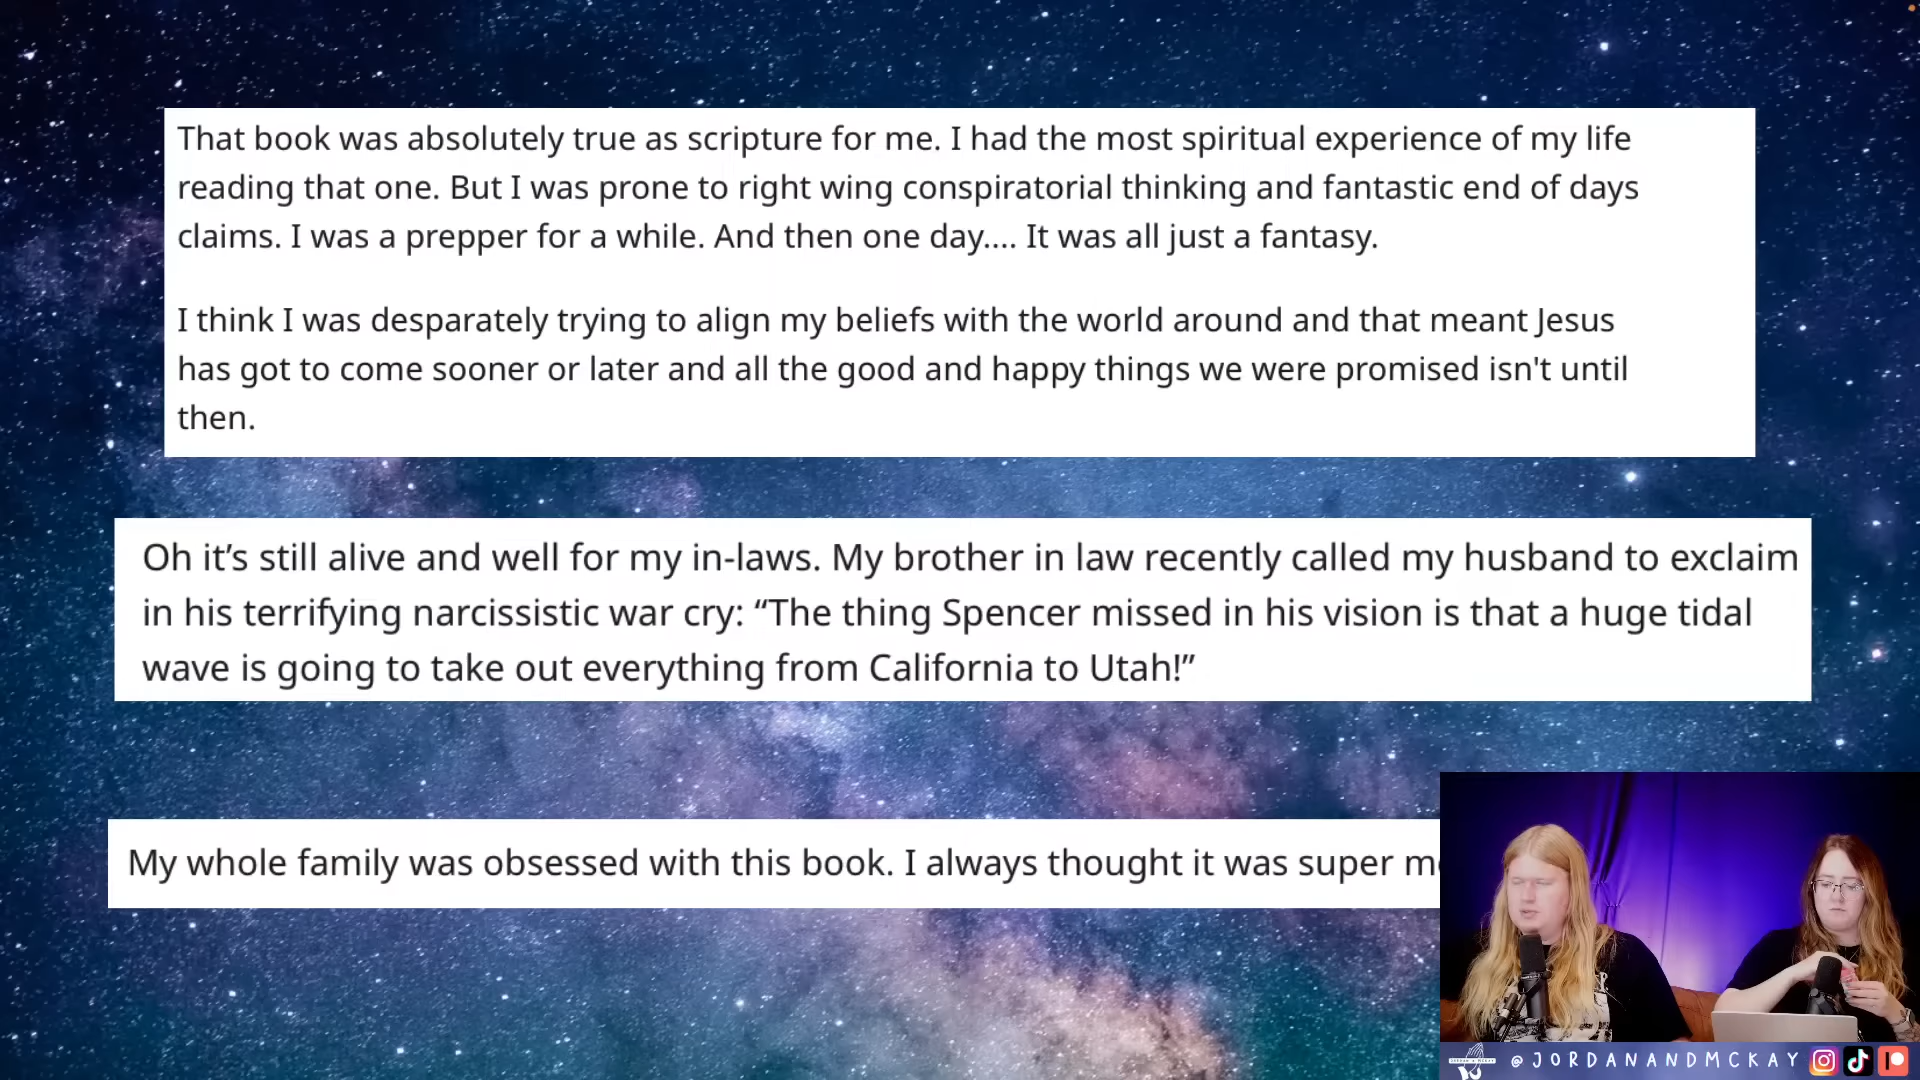 That book was absolutely true as scripture for me. I had the most spiritual experience of my life
reading that one. But I was prone to right wing conspiratorial thinking and fantastic end of days
claims. I was a prepper for a while. And then one day.... It was all just a fantasy.
I think I was desparately trying to align my beliefs with the world around and that meant Jesus
has got to come sooner or later and all the good and happy things we were promised isn't until
then.
Oh it’s still alive and well for my in-laws. My brother in law recently called my husband to exclaim
in his terrifying narcissistic war cry: “The thing Spencer missed in his vision is that a huge tidal
wave is going to take out everything from California to Utah!”
My whole family was obsessed with this book. I always thought it was super
@JORDANANDMCKAY